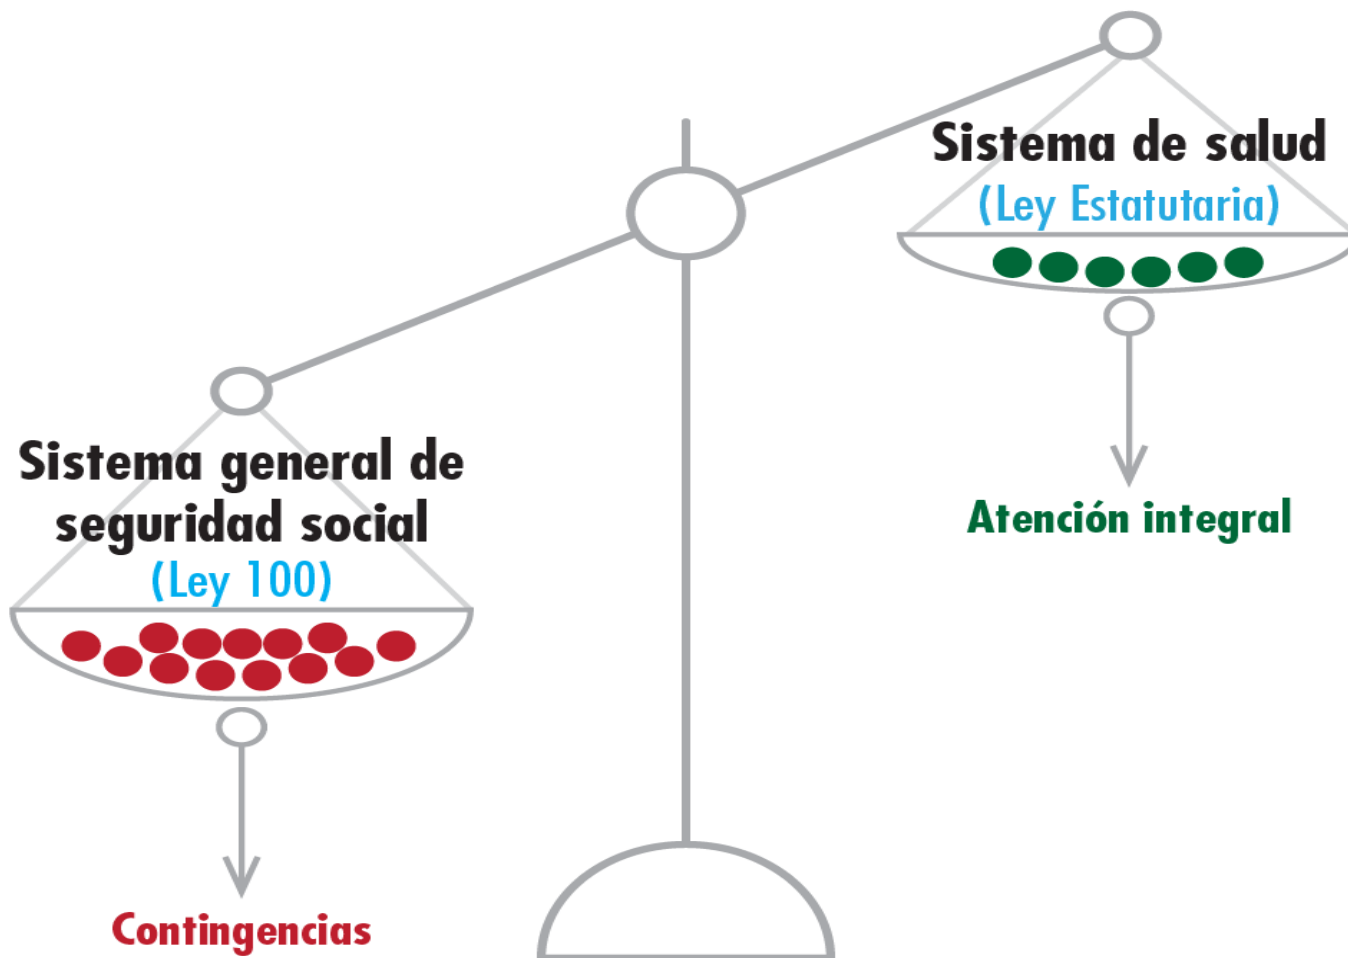 Sistema de salud
(Ley Estatutaria)
Atención integral
Sistema general de
seguridad social
(Ley 100)
Contingencias